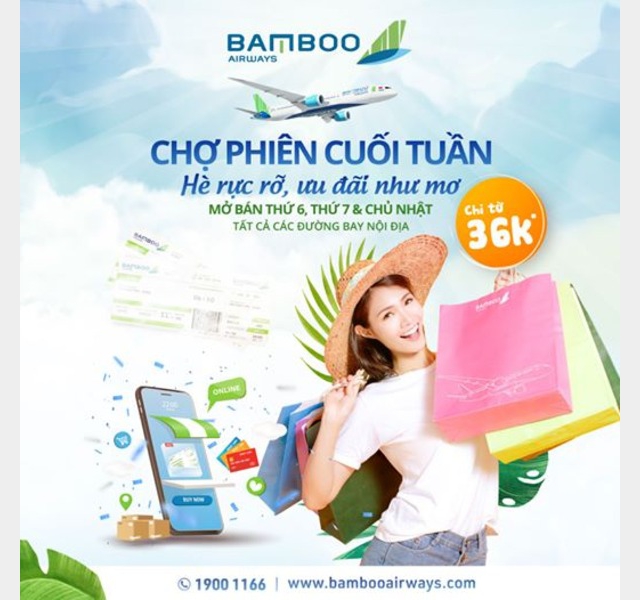 BAMBOO
AIRWAYS
CHỢ PHIÊN CUỐI TUẦN
Hè rực rỡ, ưu đãi như mơ
MỞ BÁN THỨ 6, THỨ 7 & CHỦ NHẬT
TẤT CẢ CÁC ĐƯỜNG BAY NỘI ĐỊA
Chỉ từ
36K*
BAMBOO
BAMBOO
ONLINE
BUY NOW
1900 1166 | www.bambooairways.com